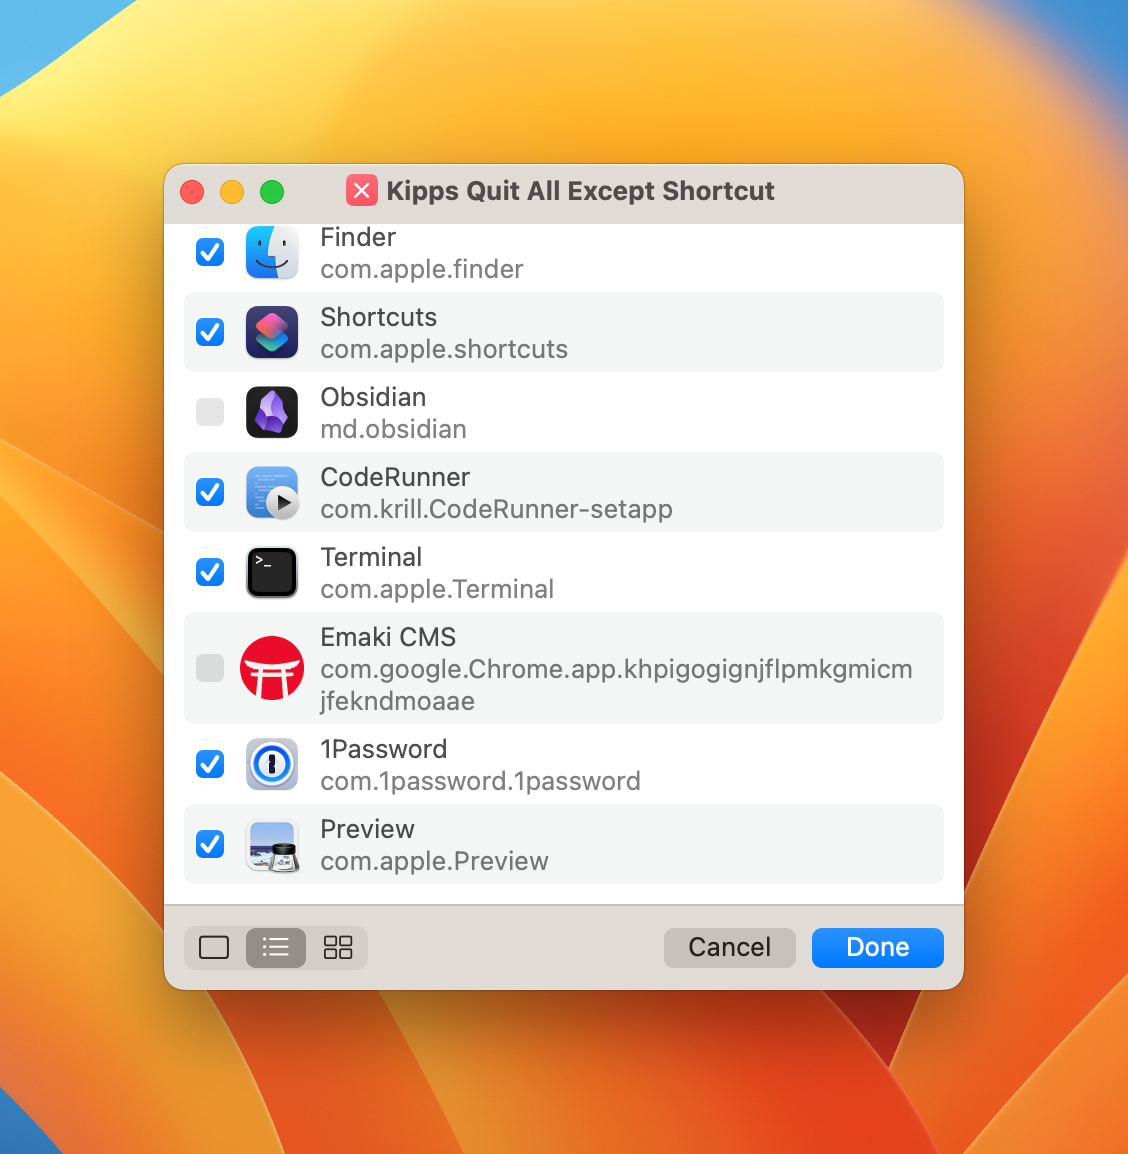 Kipps Quit All Except Shortcut
Finder
com.apple.finder
Shortcuts
com.apple.shortcuts
Obsidian
md.obsidian
CodeRunner
com.krill.CodeRunner-setapp
Terminal
com.apple.Terminal
>_
Emaki CMS
com.google.Chrome.app.khpigogignjflpmkgmicm
jfekndmoaae
1Password
com.1password.1password
Preview
com.apple.Preview
Cancel
Done